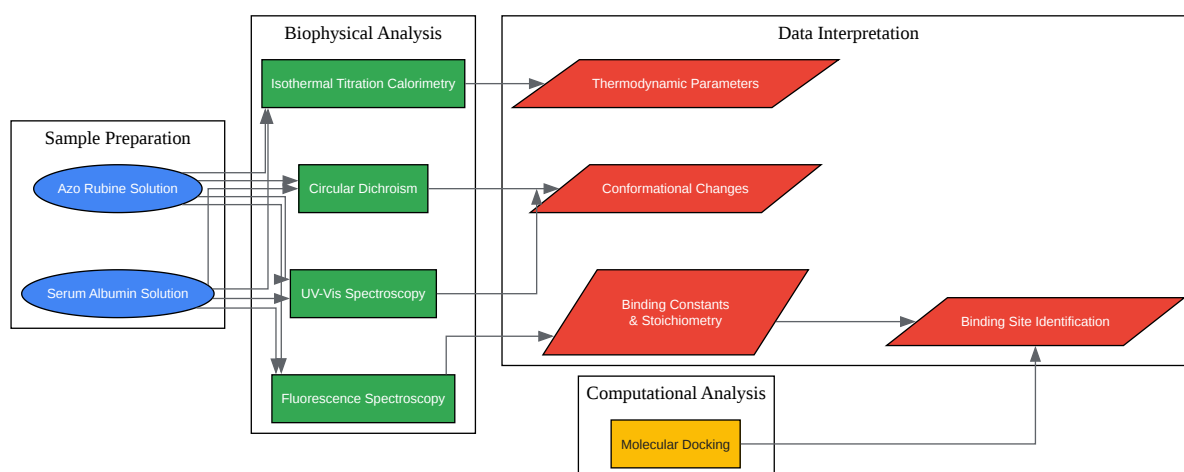 Sample Preparation
Azo Rubine Solution
Serum Albumin Solution
Biophysical Analysis
Isothermal Titration Calorimetry
Circular Dichroism
UV-Vis Spectroscopy
Fluorescence Spectroscopy
Data Interpretation
Thermodynamic Parameters
Conformational Changes
Binding Constants
& Stoichiometry
Binding Site Identification
Computational Analysis
Molecular Docking